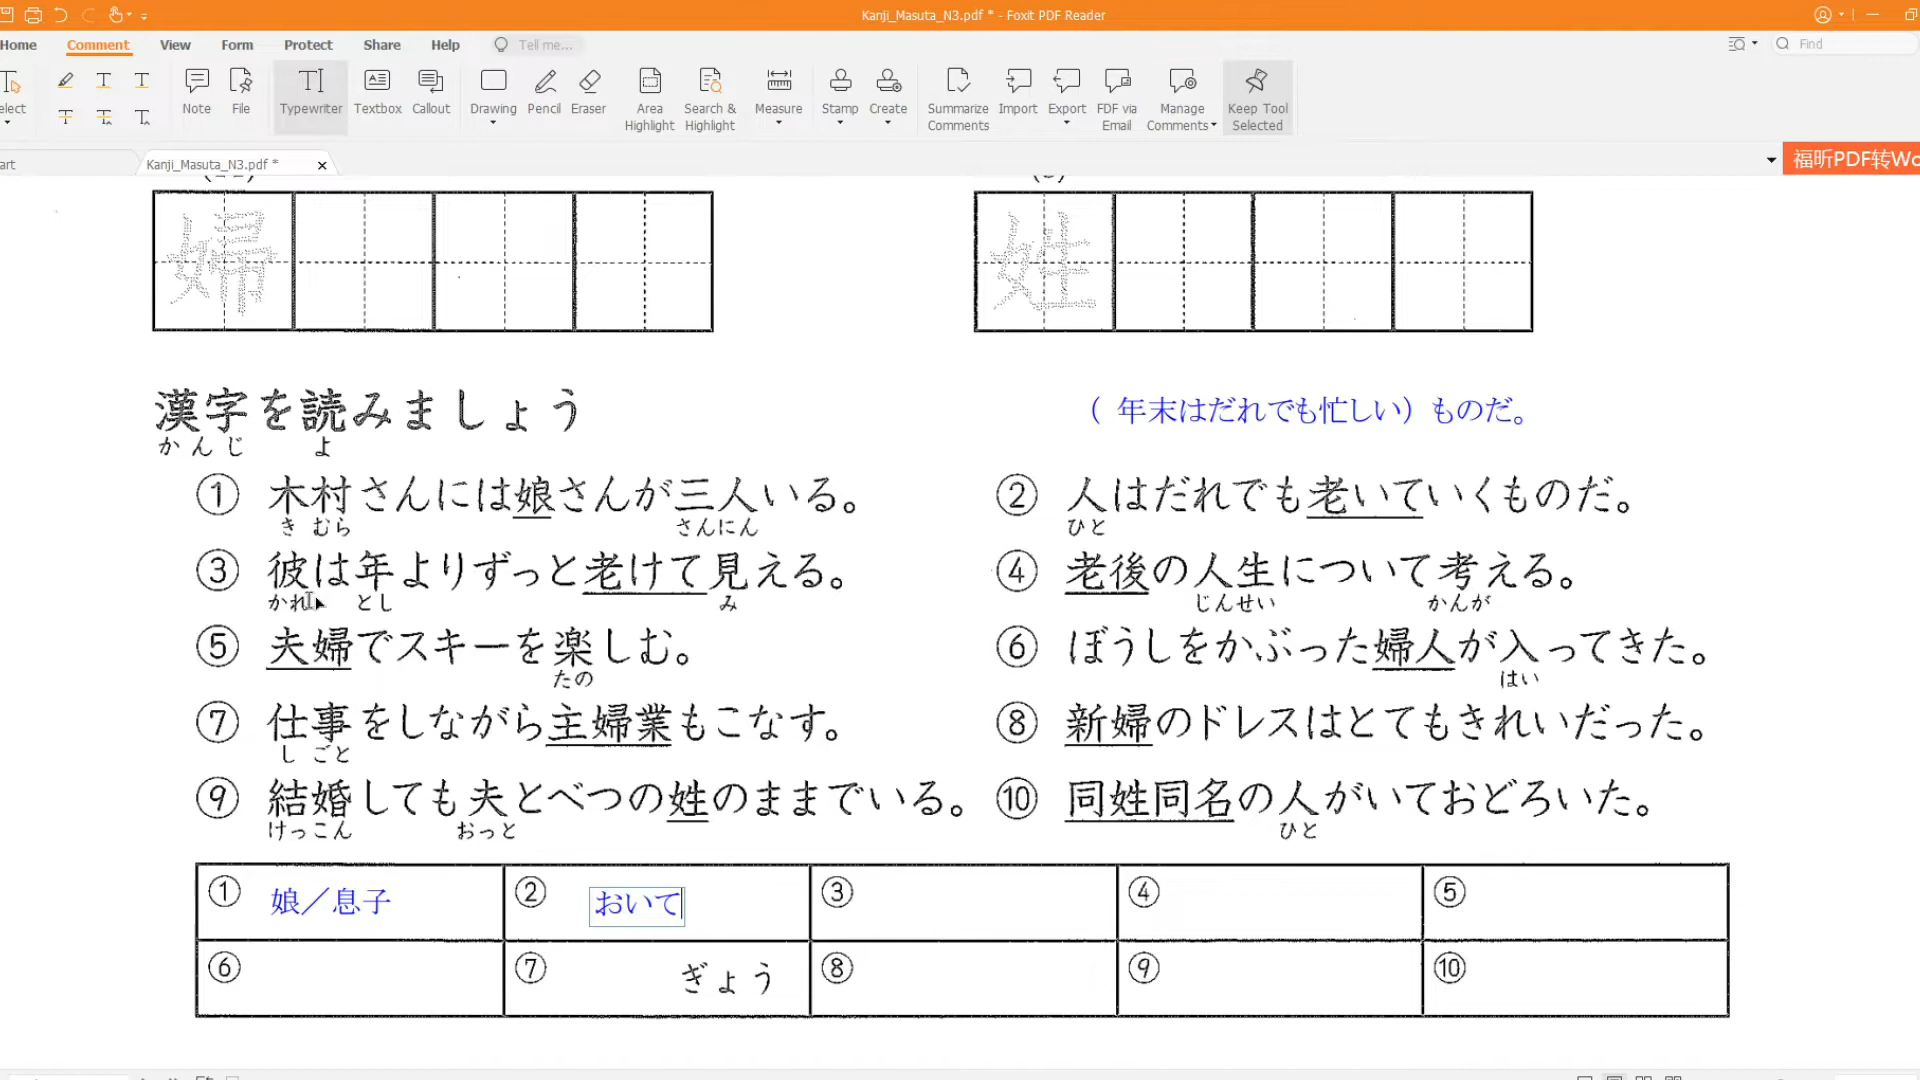 Kanji_Masuta_N3.pdf * - Foxit PDF Reader
Home Comment View Form Protect Share Help Tell me... Find
Note File Typewriter Textbox Callout Drawing Pencil Eraser Area Highlight Search & Highlight Measure Stamp Create Summarize Comments Import Export FDF via Email Manage Comments Keep Tool Selected
art Kanji_Masuta_N3.pdf * 福昕PDF转Wo
婦 姓
漢字を読みましょう
かんじ よ
( 年末はだれでも忙しい) ものだ。
① 木村さんには娘さんが三人いる。
き むら さんにん
② 人はだれでも老いていくものだ。
ひと
③ 彼は年よりずっと老けて見える。
かれ とし み
④ 老後の人生について考える。
じんせい かんが
⑤ 夫婦でスキーを楽しむ。
たの
⑥ ぼうしをかぶった婦人が入ってきた。
はい
⑦ 仕事をしながら主婦業もこなす。
し ごと
⑧ 新婦のドレスはとてもきれいだった。
⑨ 結婚しても夫とべつの姓のままでいる。
けっこん おっと
⑩ 同姓同名の人がいておどろいた。
ひと
① 娘／息子 ② おいて ③ ④ ⑤
⑥ ⑦ ぎょう ⑧ ⑨ ⑩